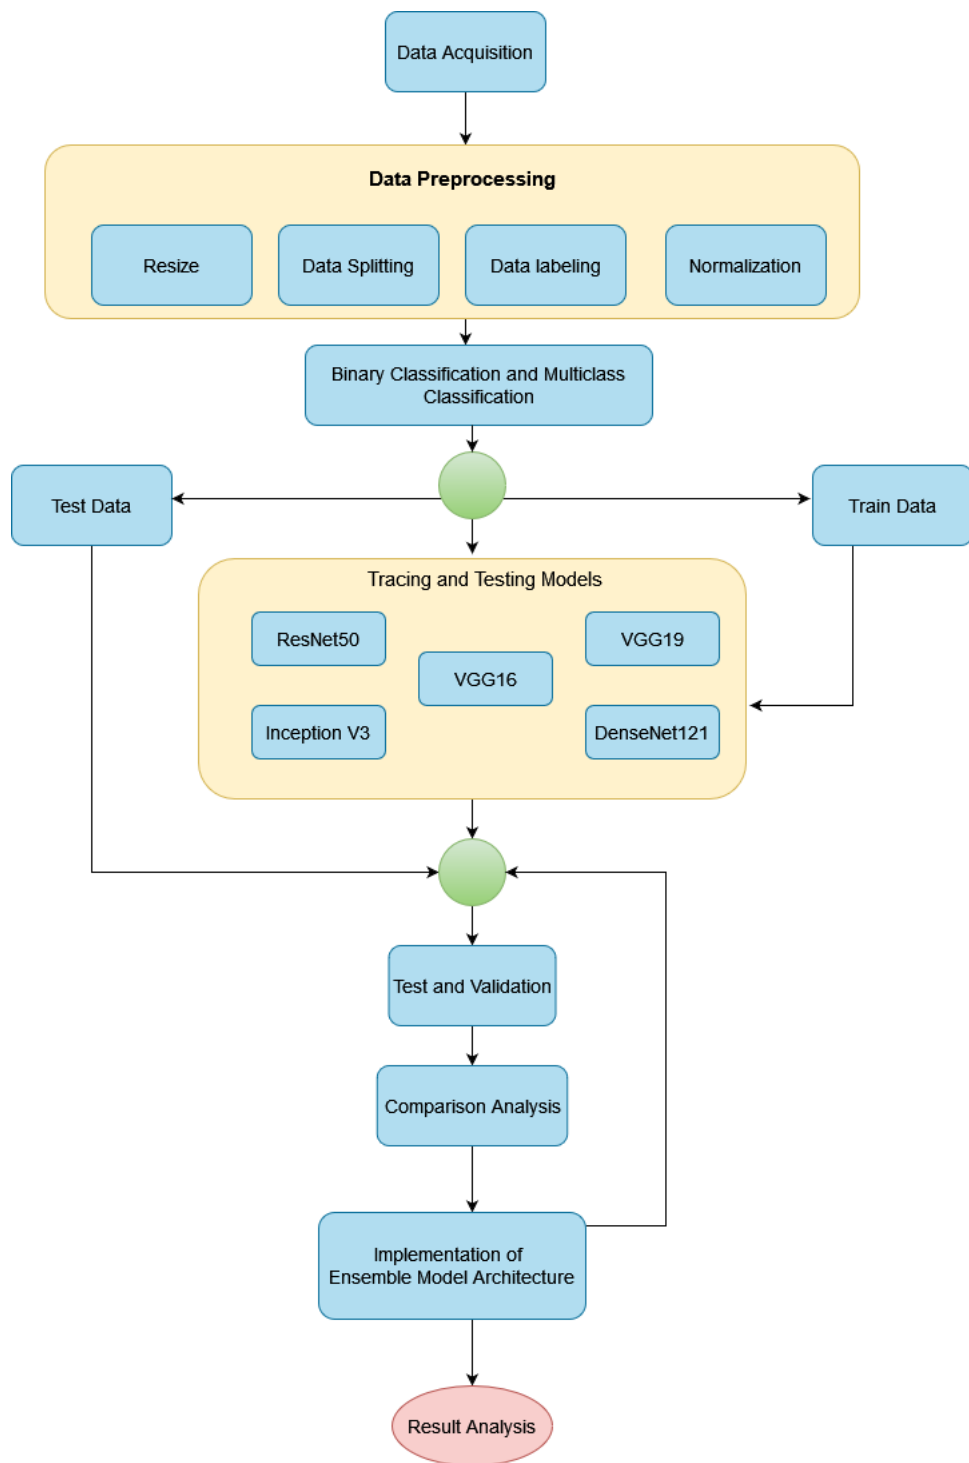 Data Acquisition
Data Preprocessing
Resize
Data Splitting
Data labeling
Normalization
Binary Classification and Multiclass
Classification
Test Data
Train Data
Tracing and Testing Models
ResNet50
VGG19
VGG16
Inception V3
DenseNet121
Test and Validation
Comparison Analysis
Implementation of
Ensemble Model Architecture
Result Analysis